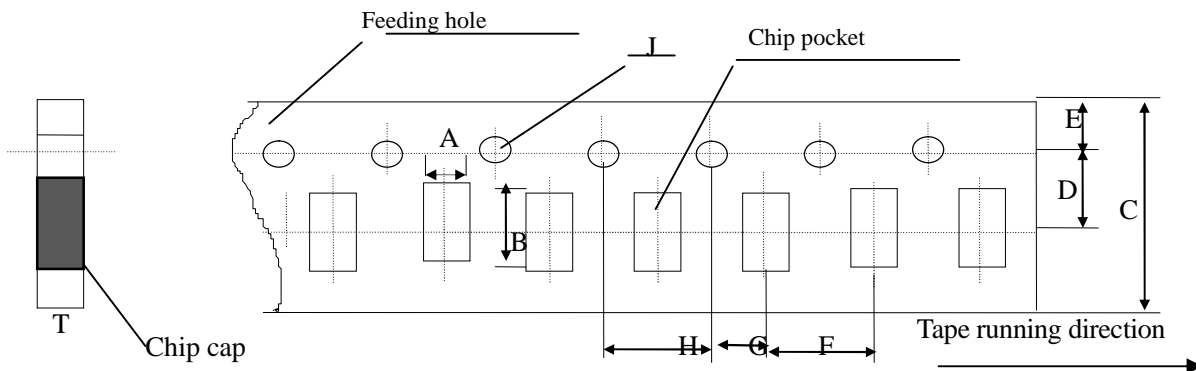 Feeding hole
J
Chip pocket
A
E
D
C
B
T
Chip cap
H
G
F
Tape running direction